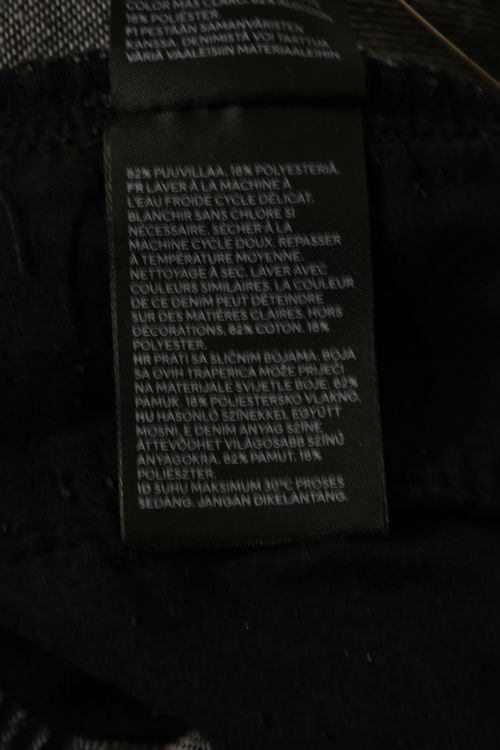 COLOR MÁS CLARO
18% POLIÉSTER.
FI PESTÄÄN SAMANVÄRISTEN
KANSSA. DENIMISTÄ VOI TARTTUA
VÄRIÄ VAALEISIIN MATERIAALEIHIN.
82% PUUVILLAA. 18% POLYESTERIÄ.
FR LAVER À LA MACHINE À
L'EAU FROIDE CYCLE DÉLICAT.
BLANCHIR SANS CHLORE SI
NÉCESSAIRE. SÉCHER À LA
MACHINE CYCLE DOUX. REPASSER
À TEMPÉRATURE MOYENNE.
NETTOYAGE À SEC. LAVER AVEC
COULEURS SIMILAIRES. LA COULEUR
DE CE DENIM PEUT DÉTEINDRE
SUR DES MATIÈRES CLAIRES. HORS
DÉCORATIONS. 82% COTON. 18%
POLYESTER.
HR PRATI SA SLIČNIM BOJAMA. BOJA
SA OVIH TRAPERICA MOŽE PRIJEĆI
NA MATERIJALE SVIJETLE BOJE. 82%
PAMUK. 18% POLIESTERSKO VLAKNO.
HU HASONLÓ SZÍNEKKEL EGYÜTT
MOSNI. E DENIM ANYAG SZÍNE
ÁTTEVŐDHET VILÁGOSABB SZÍNŰ
ANYAGOKRA. 82% PAMUT. 18%
POLIÉSZTER.
ID SUHU MAKSIMUM 30°C PROSES
SEDANG. JANGAN DIKELANTANG.